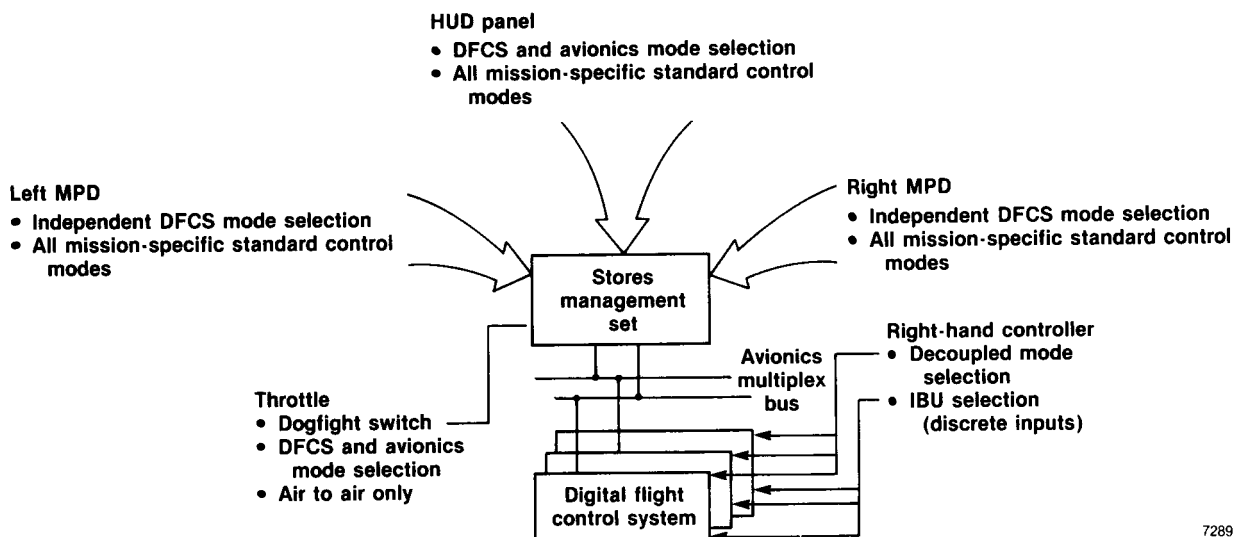 HUD panel
• DFCS and avionics mode selection
• All mission-specific standard control
modes
Left MPD
• Independent DFCS mode selection
• All mission-specific standard control
modes
Right MPD
• Independent DFCS mode selection
• All mission-specific standard control
modes
Stores
management
set
Right-hand controller
• Decoupled mode
selection
• IBU selection
(discrete inputs)
Avionics
multiplex
bus
Throttle
• Dogfight switch
• DFCS and avionics
mode selection
• Air to air only
Digital flight
control system
7289